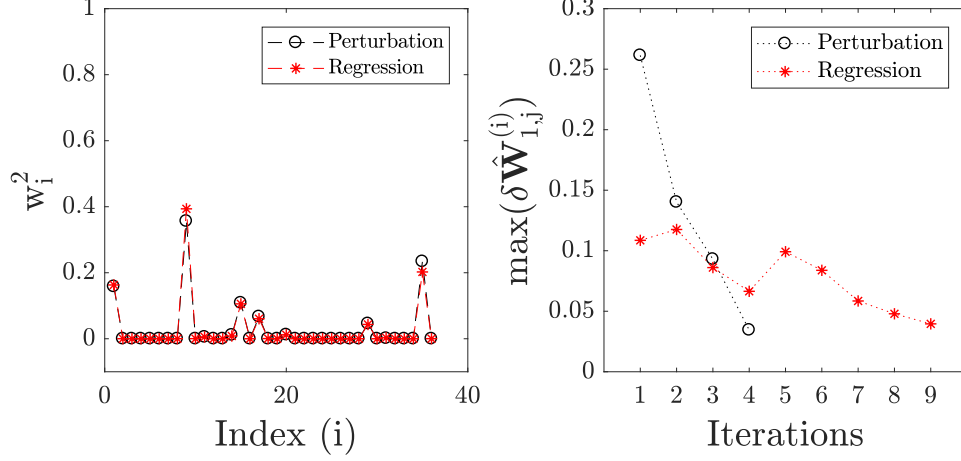 1
0.8
0.6
0.4
0.2
0
w_i^2
0 20 40
Index (i)
Perturbation
Regression
0.3
0.25
0.2
0.15
0.1
0.05
0
max(δŴ_{1,j}^{(i)})
1 2 3 4 5 6 7 8 9
Iterations
Perturbation
Regression